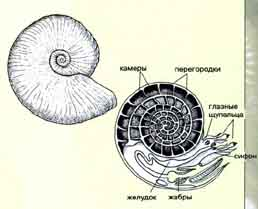 камеры
перегородки
глазные
щупальца
сифон
желудок
жабры